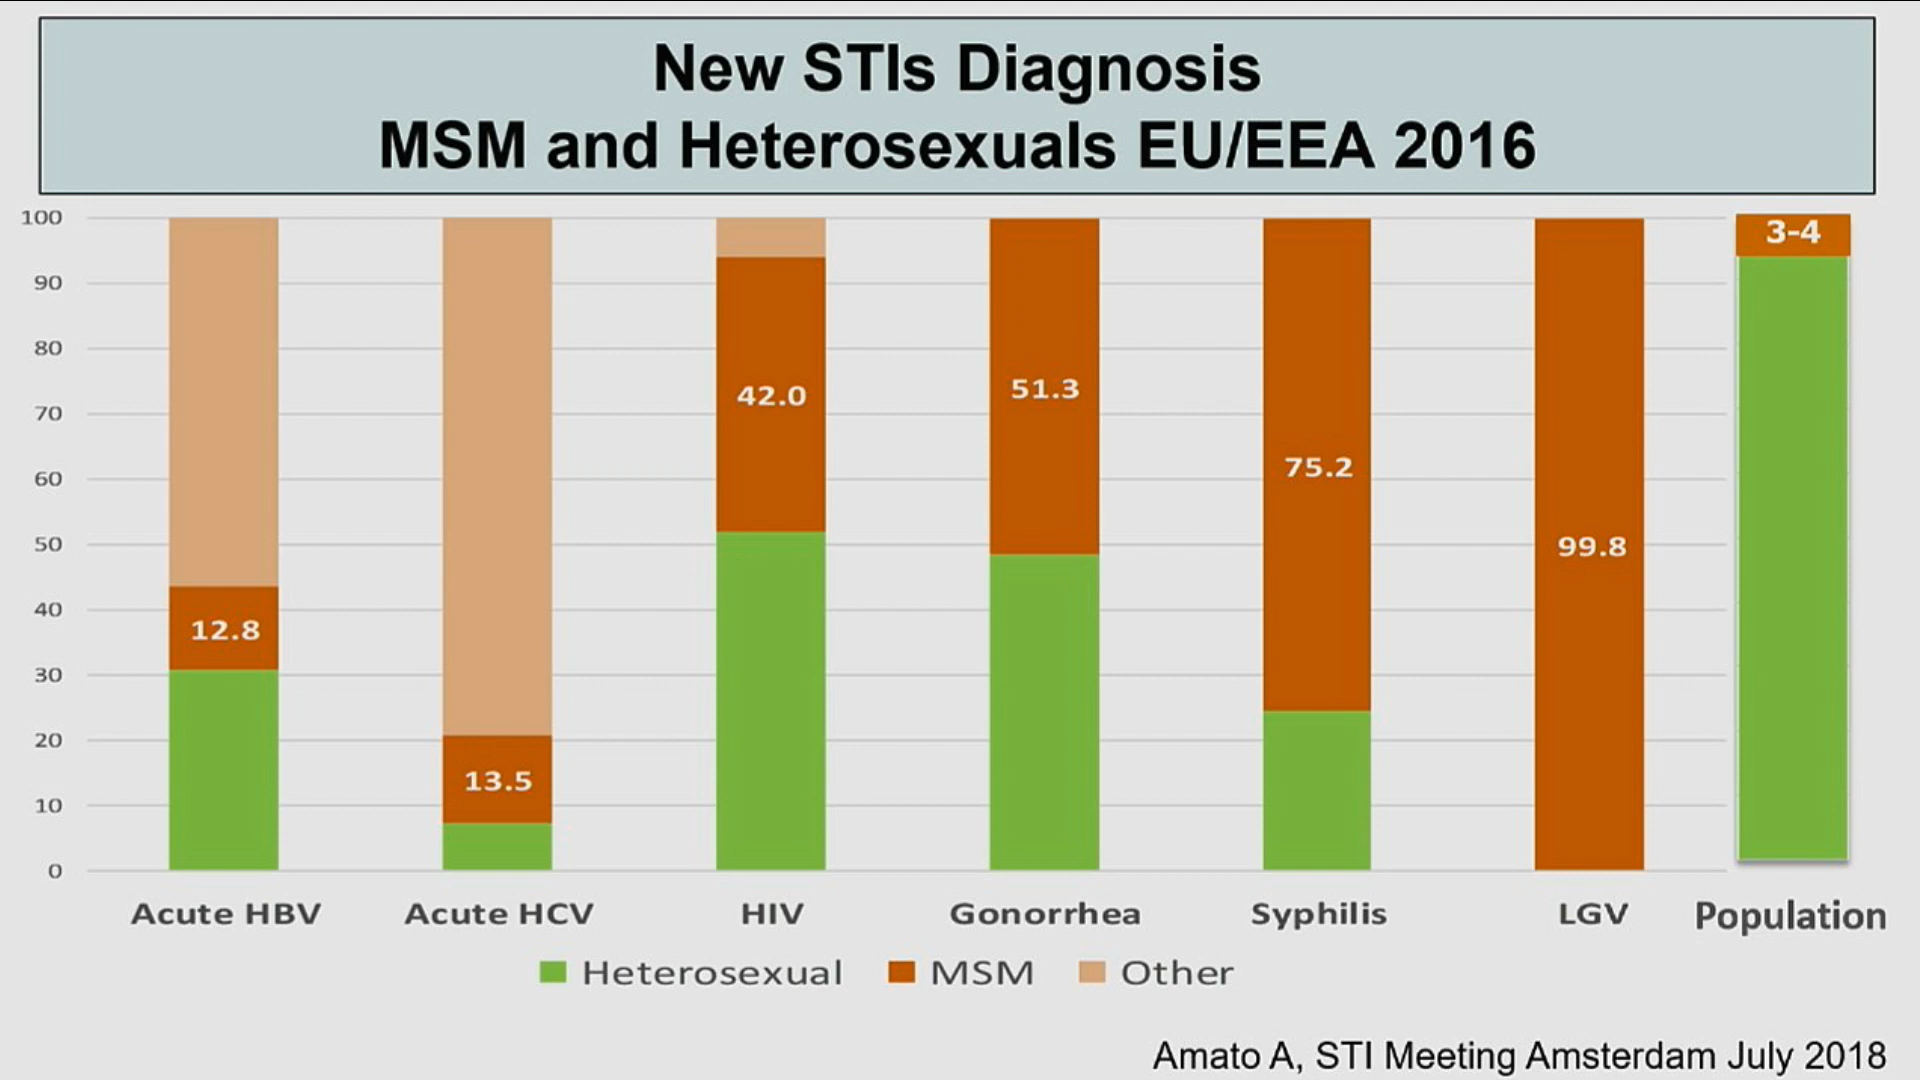 New STIs Diagnosis
MSM and Heterosexuals EU/EEA 2016
100
90
80
70
60
50
40
30
20
10
0
12.8
13.5
42.0
51.3
75.2
99.8
3-4
Acute HBV
Acute HCV
HIV
Gonorrhea
Syphilis
LGV
Population
Heterosexual
MSM
Other
Amato A, STI Meeting Amsterdam July 2018